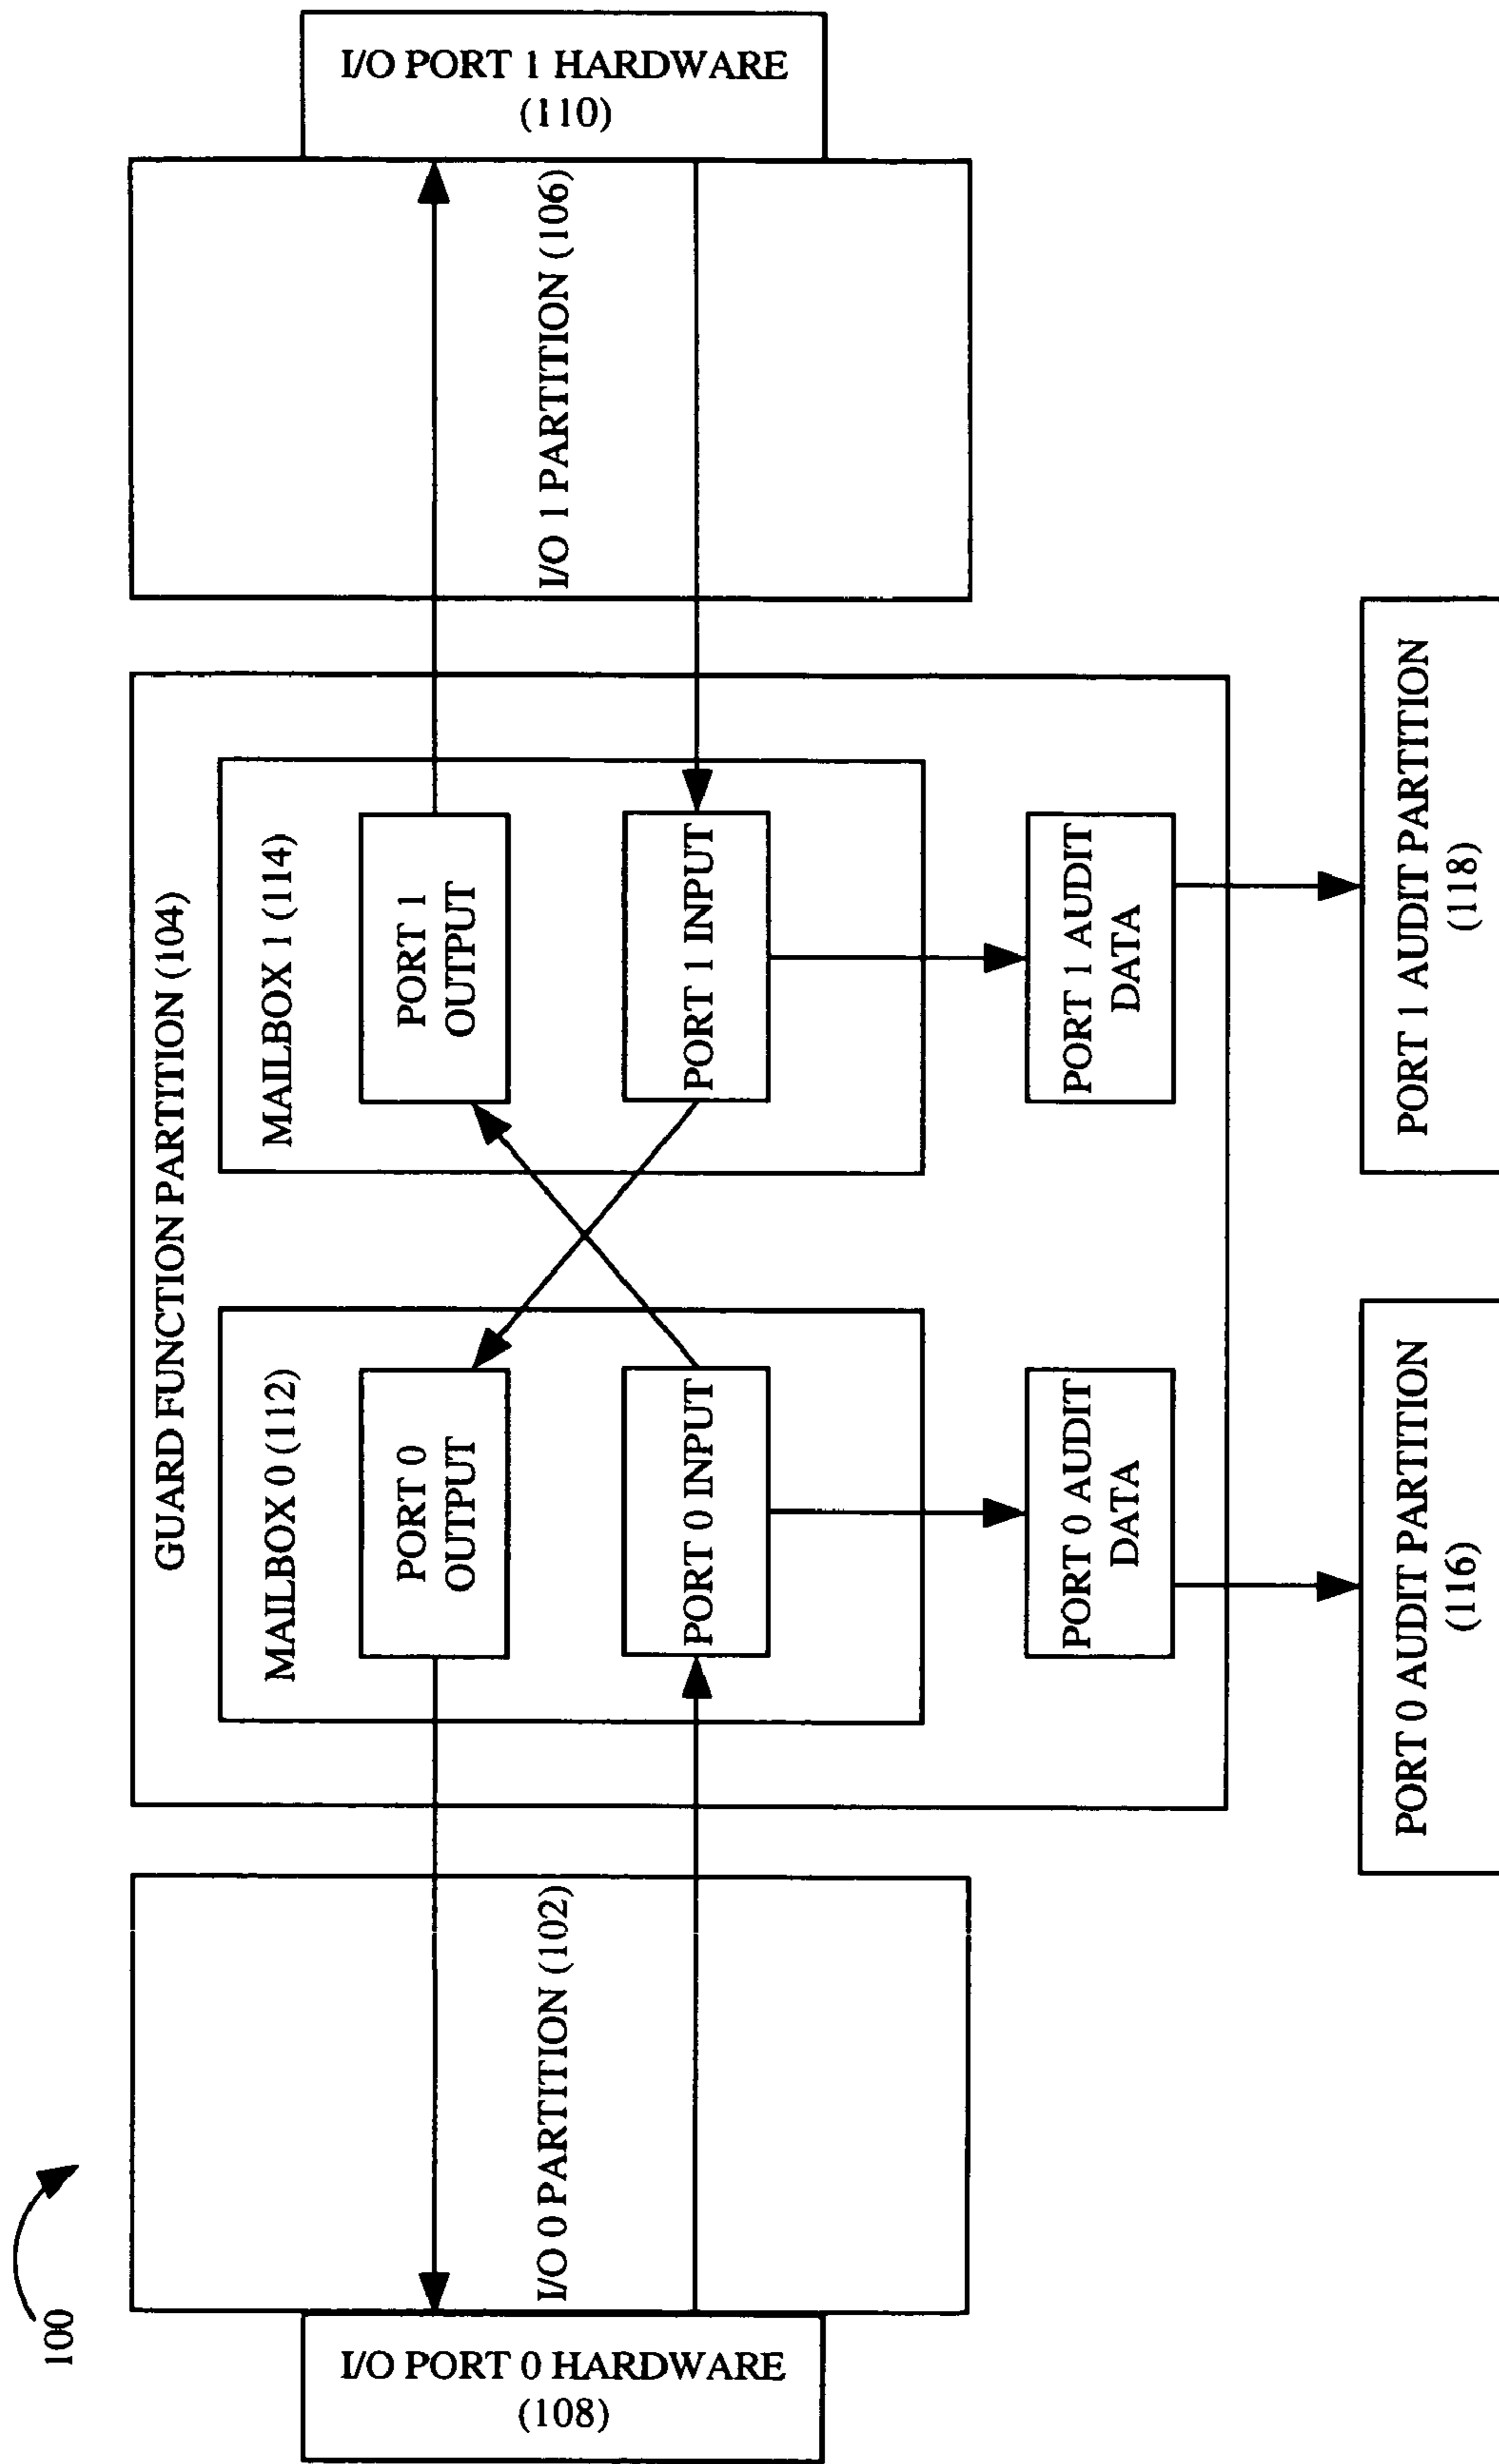 100
I/O PORT 0 HARDWARE
(108)
I/O 0 PARTITION (102)
GUARD FUNCTION PARTITION (104)
MAILBOX 0 (112)
PORT 0
OUTPUT
PORT 0 INPUT
PORT 0 AUDIT
DATA
MAILBOX 1 (114)
PORT 1
OUTPUT
PORT 1 INPUT
PORT 1 AUDIT
DATA
I/O 1 PARTITION (106)
I/O PORT 1 HARDWARE
(110)
PORT 0 AUDIT PARTITION
(116)
PORT 1 AUDIT PARTITION
(118)